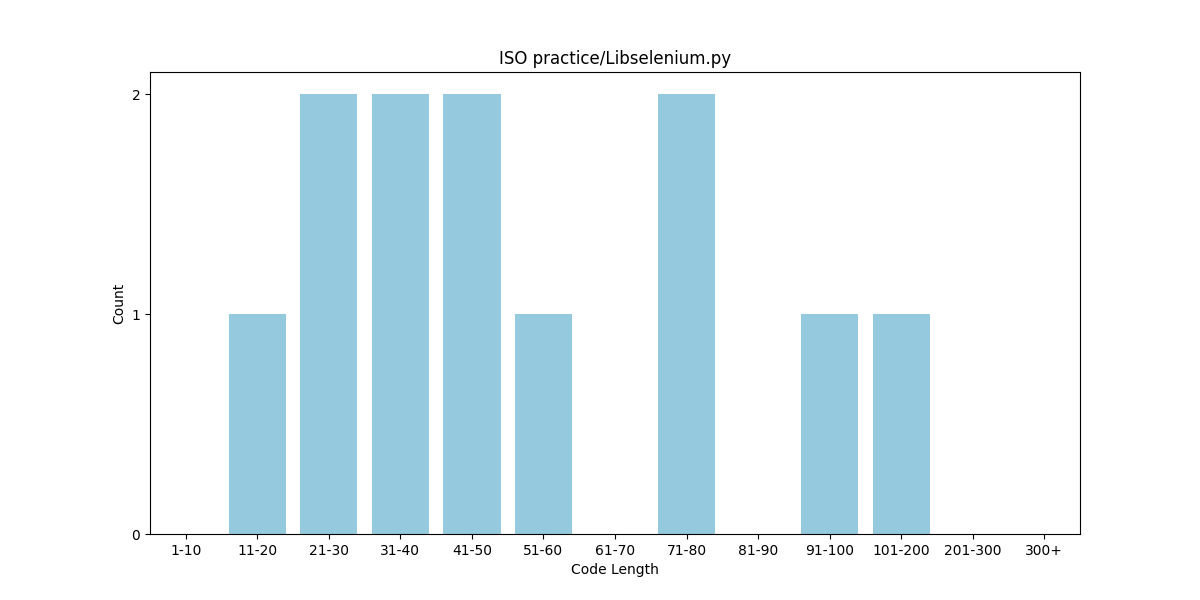 ISO practice/Libselenium.py
2
1
0
Count
1-10 11-20 21-30 31-40 41-50 51-60 61-70 71-80 81-90 91-100 101-200 201-300 300+
Code Length